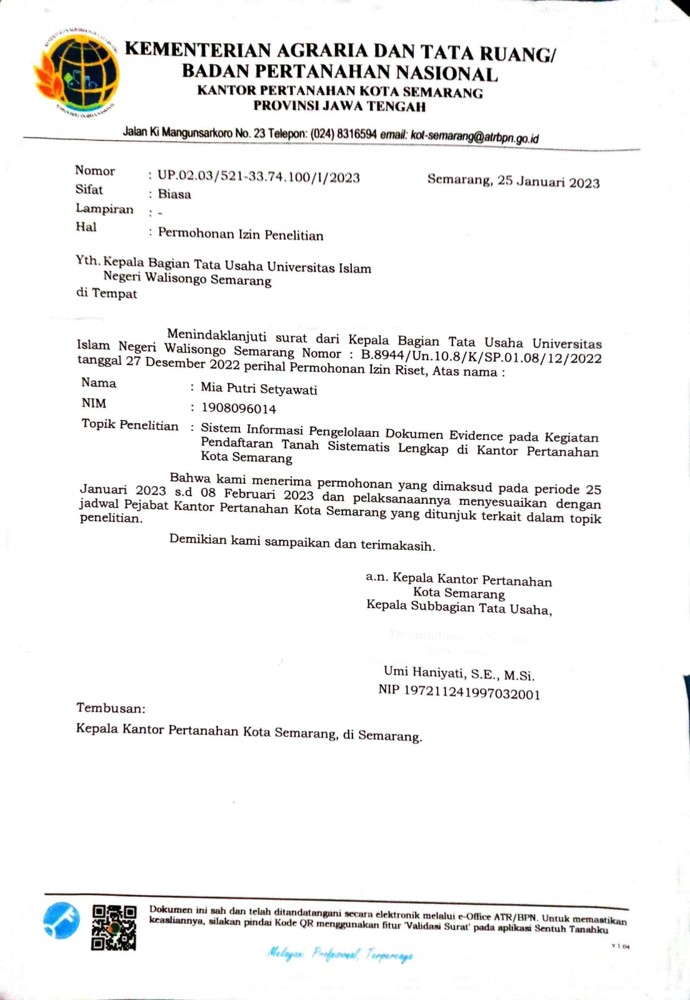 KEMENTERIAN AGRARIA DAN TATA RUANG/
BADAN PERTANAHAN NASIONAL
KANTOR PERTANAHAN KOTA SEMARANG
PROVINSI JAWA TENGAH
Jalan Ki Mangunsarkoro No. 23 Telepon: (024) 8316594 email: kot-semarang@atrbpn.go.id
Nomor : UP.02.03/521-33.74.100/I/2023 Semarang, 25 Januari 2023
Sifat : Biasa
Lampiran : -
Hal : Permohonan Izin Penelitian
Yth. Kepala Bagian Tata Usaha Universitas Islam
Negeri Walisongo Semarang
di Tempat
Menindaklanjuti surat dari Kepala Bagian Tata Usaha Universitas
Islam Negeri Walisongo Semarang Nomor : B.8944/Un.10.8/K/SP.01.08/12/2022
tanggal 27 Desember 2022 perihal Permohonan Izin Riset, Atas nama :
Nama : Mia Putri Setyawati
NIM : 1908096014
Topik Penelitian : Sistem Informasi Pengelolaan Dokumen Evidence pada Kegiatan
Pendaftaran Tanah Sistematis Lengkap di Kantor Pertanahan
Kota Semarang
Bahwa kami menerima permohonan yang dimaksud pada periode 25
Januari 2023 s.d 08 Februari 2023 dan pelaksanaannya menyesuaikan dengan
jadwal Pejabat Kantor Pertanahan Kota Semarang yang ditunjuk terkait dalam topik
penelitian.
Demikian kami sampaikan dan terimakasih.
a.n. Kepala Kantor Pertanahan
Kota Semarang
Kepala Subbagian Tata Usaha,
Ditandatangani Secara
Elektronik
Umi Haniyati, S.E., M.Si.
NIP 197211241997032001
Tembusan:
Kepala Kantor Pertanahan Kota Semarang, di Semarang.
Dokumen ini sah dan telah ditandatangani secara elektronik melalui e-Office ATR/BPN. Untuk memastikan
keasliannya, silakan pindai Kode QR menggunakan fitur 'Validasi Surat' pada aplikasi Sentuh Tanahku
v 1.04
Melayani Profesional, Terpercaya